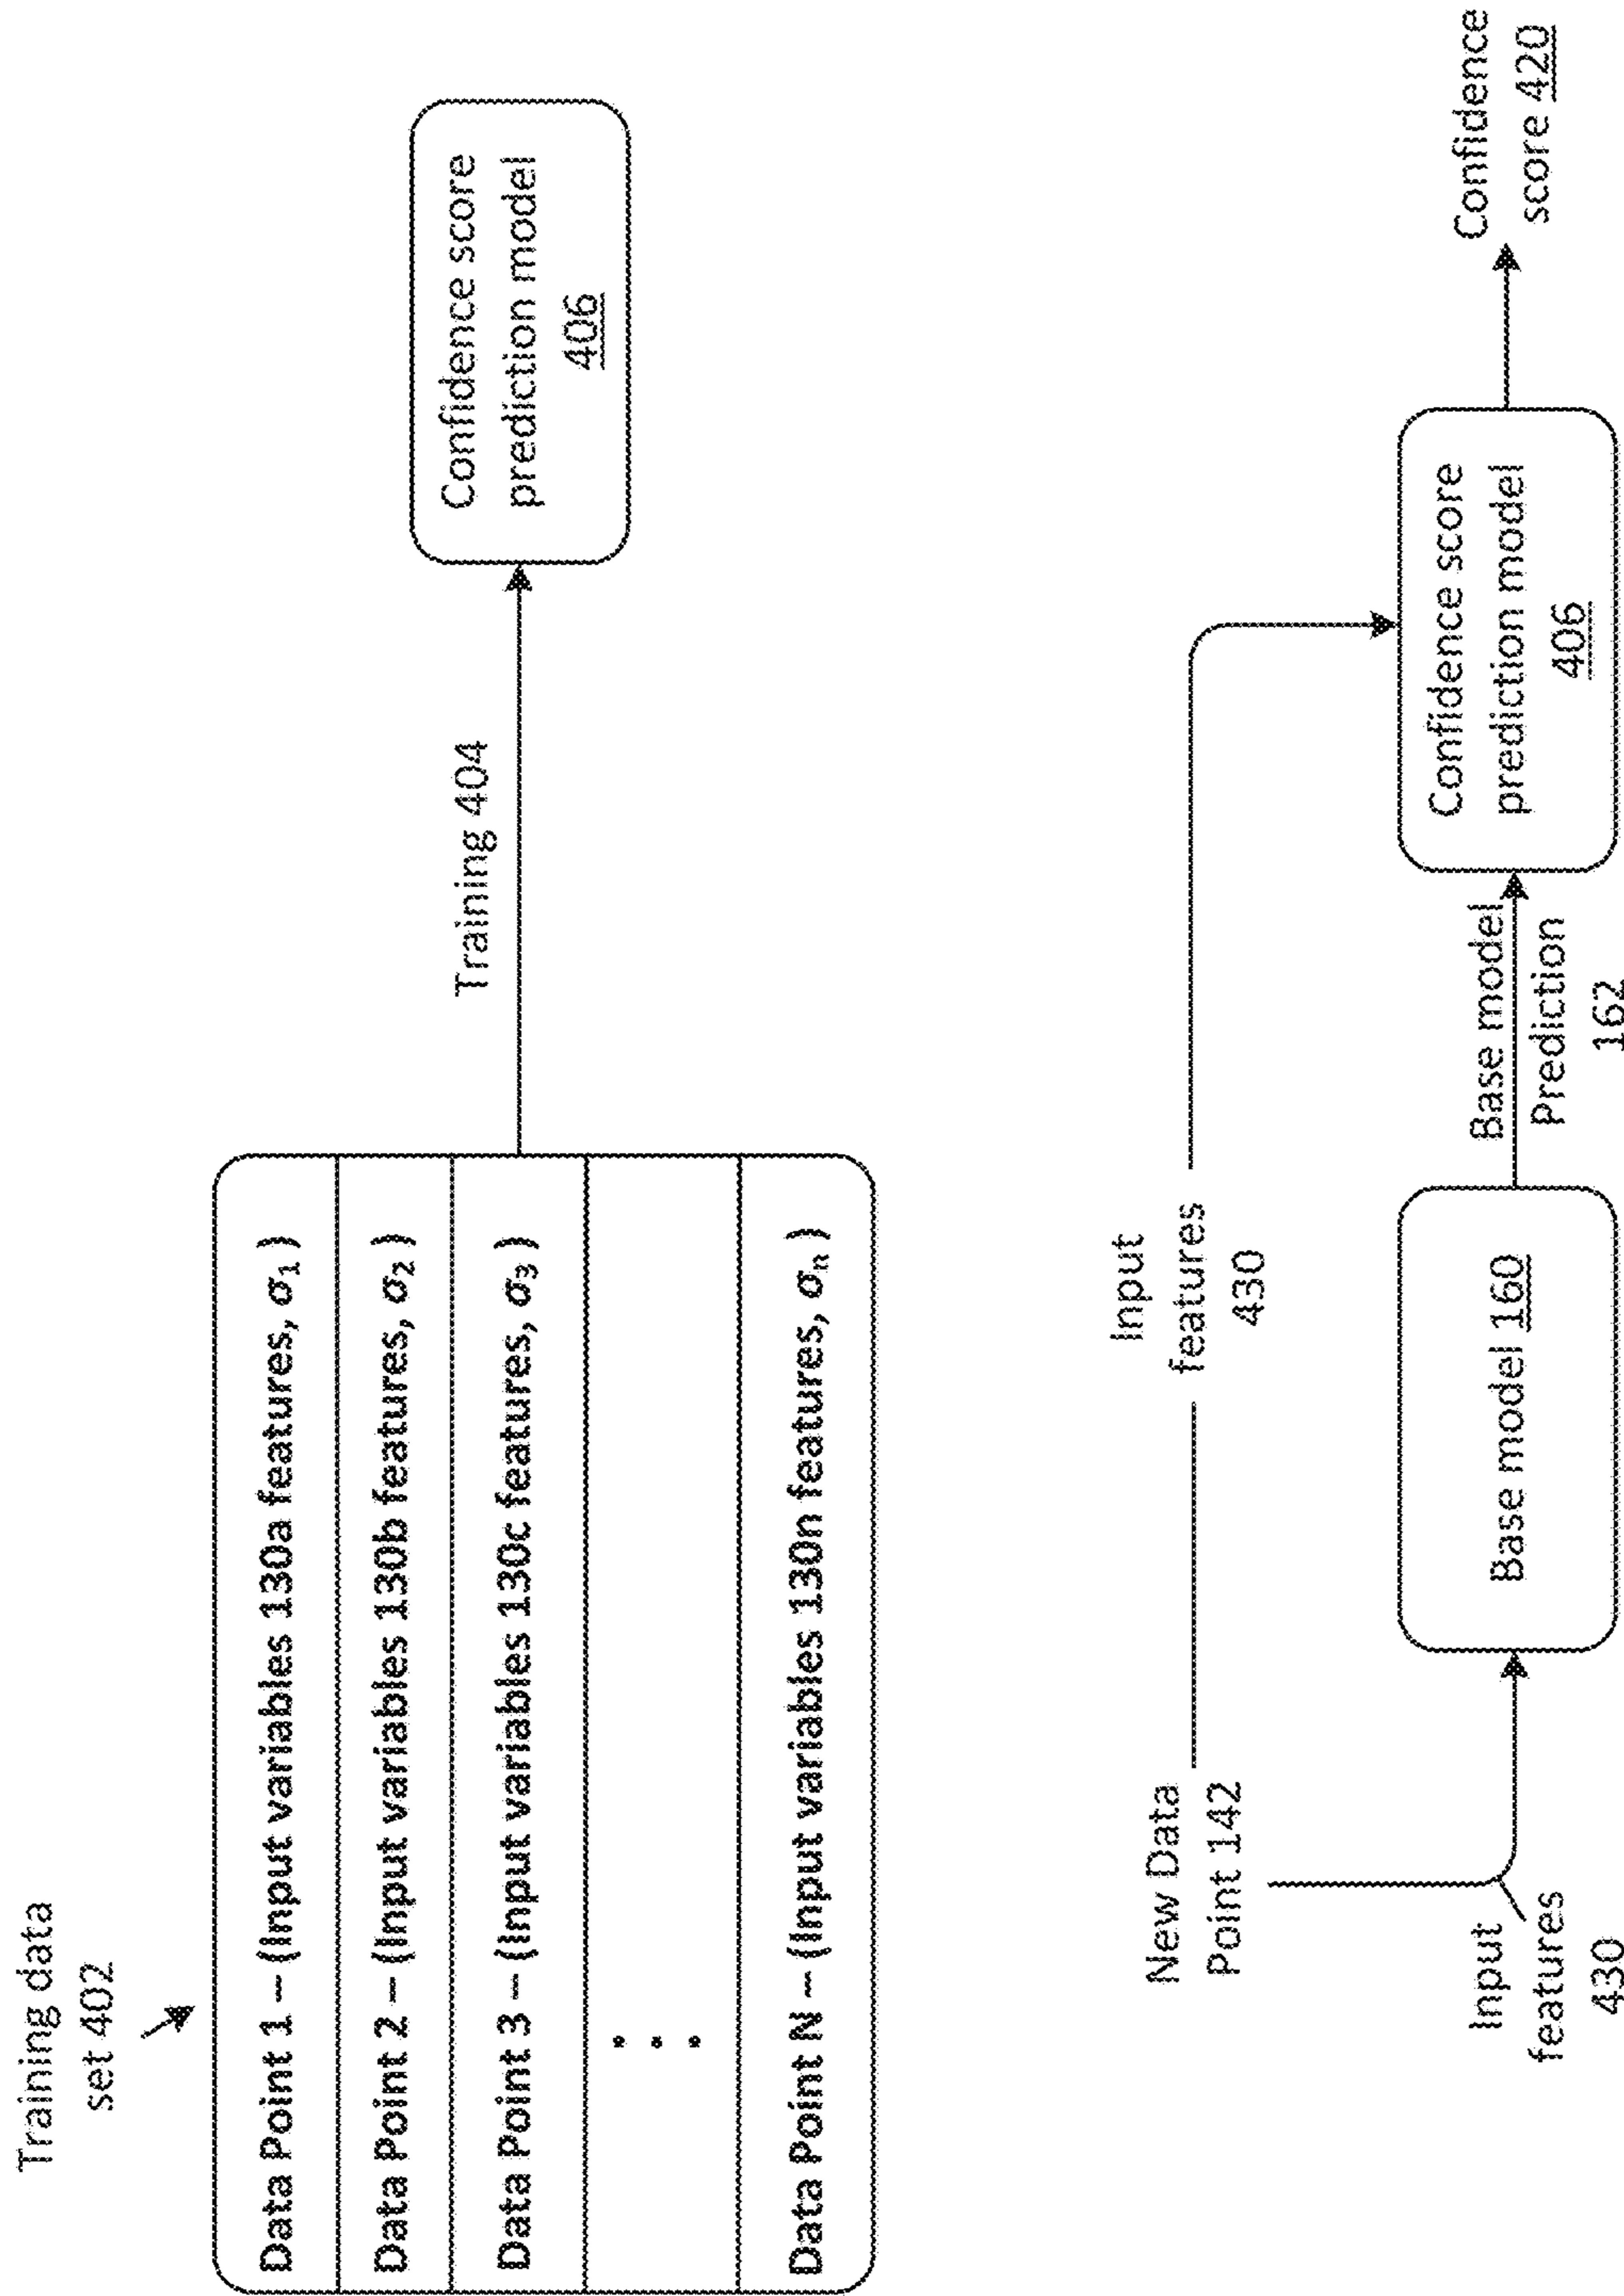 Training data
set 402
Data Point 1 – (Input variables 130a features, σ₁ )
Data Point 2 – (Input variables 130b features, σ₂ )
Data Point 3 – (Input variables 130c features, σ₃ )
. . .
Data Point N – (Input variables 130n features, σₙ )
Training 404
Confidence score
prediction model
406
New Data
Point 142
Input
features
430
Input
features
430
Base model 160
Base model
Prediction
162
Confidence score
prediction model
406
Confidence
score 420